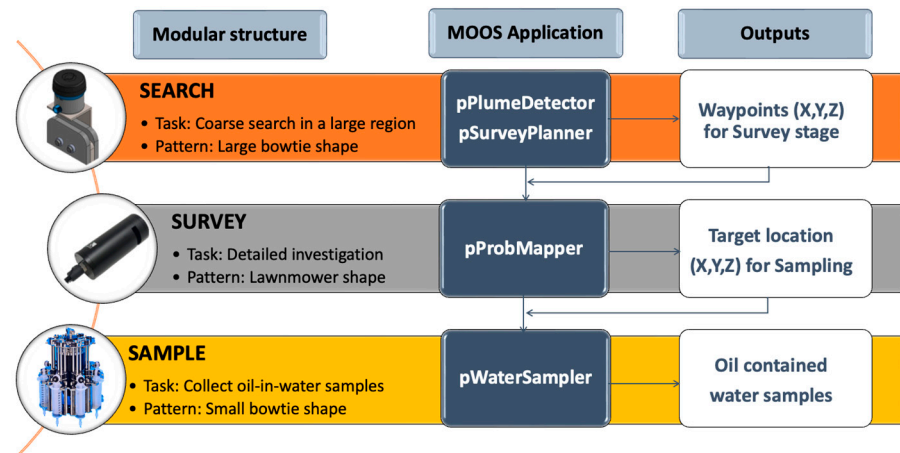 Modular structure
MOOS Application
Outputs
SEARCH
• Task: Coarse search in a large region
• Pattern: Large bowtie shape
pPlumeDetector
pSurveyPlanner
Waypoints (X,Y,Z)
for Survey stage
SURVEY
• Task: Detailed investigation
• Pattern: Lawnmower shape
pProbMapper
Target location
(X,Y,Z) for Sampling
SAMPLE
• Task: Collect oil-in-water samples
• Pattern: Small bowtie shape
pWaterSampler
Oil contained
water samples